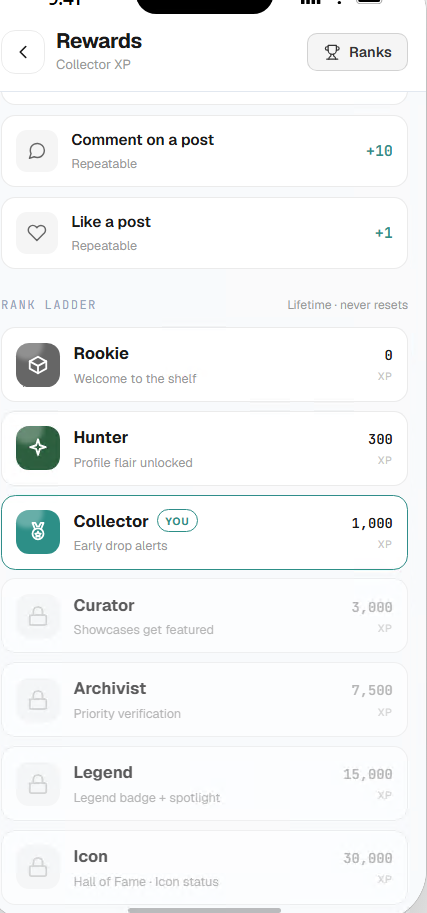 9:41
Rewards
Collector XP
Ranks
Comment on a post
Repeatable
+10
Like a post
Repeatable
+1
RANK LADDER
Lifetime · never resets
Rookie
Welcome to the shelf
0
XP
Hunter
Profile flair unlocked
300
XP
Collector
YOU
Early drop alerts
1,000
XP
Curator
Showcases get featured
3,000
XP
Archivist
Priority verification
7,500
XP
Legend
Legend badge + spotlight
15,000
XP
Icon
Hall of Fame · Icon status
30,000
XP